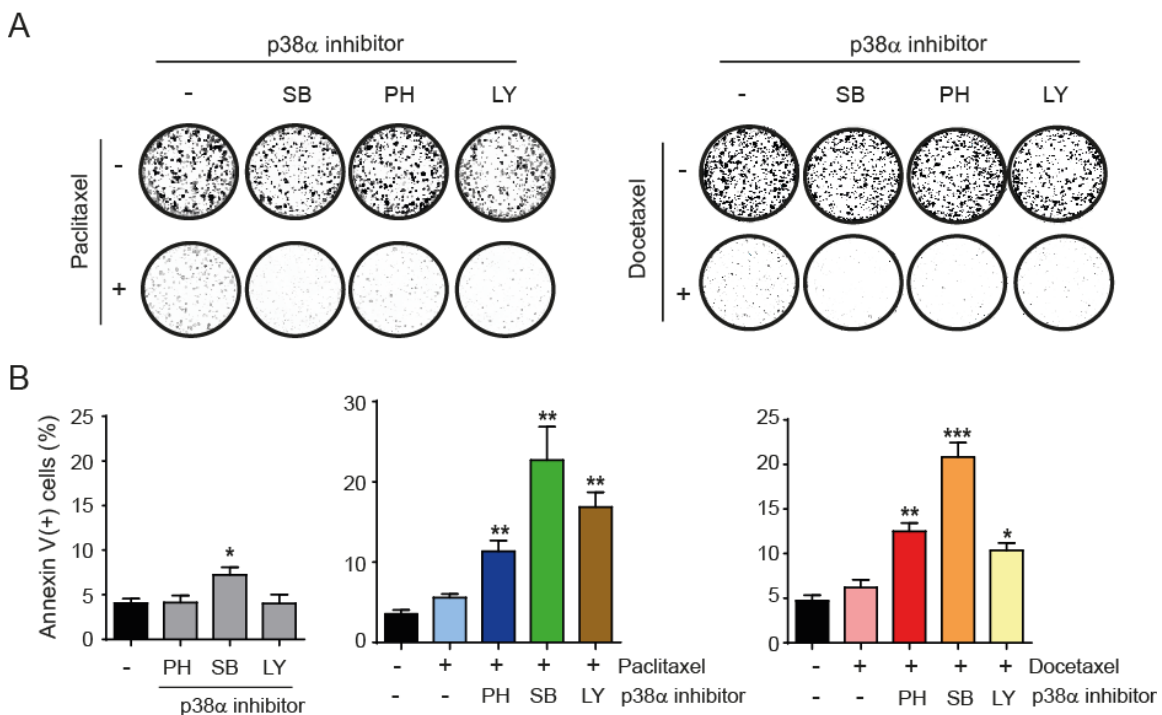 A
p38α inhibitor
- SB PH LY
Paclitaxel
-
+
p38α inhibitor
- SB PH LY
Docetaxel
-
+
B
Annexin V(+) cells (%)
25
20
15
10
5
0
*
- PH SB LY
p38α inhibitor
30
20
10
0
** ** **
- + + + + Paclitaxel
- - PH SB LY p38α inhibitor
25
20
15
10
5
0
** *** *
- + + + + Docetaxel
- - PH SB LY p38α inhibitor